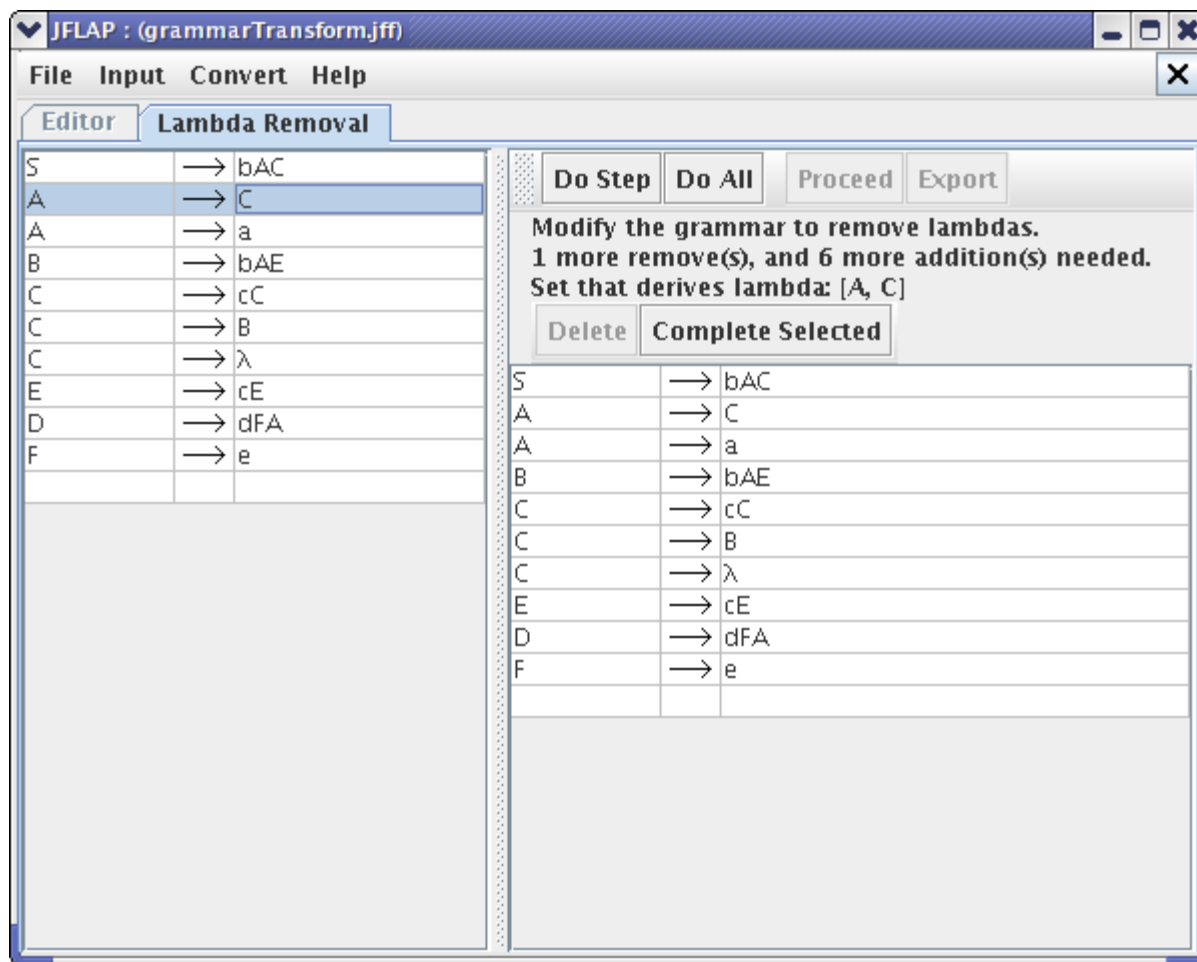 JFLAP : (grammarTransform.jff)
File Input Convert Help
Editor Lambda Removal
S → bAC
A → C
A → a
B → bAE
C → cC
C → B
C → λ
E → cE
D → dFA
F → e
Do Step Do All Proceed Export
Modify the grammar to remove lambdas.
1 more remove(s), and 6 more addition(s) needed.
Set that derives lambda: [A, C]
Delete Complete Selected
S → bAC
A → C
A → a
B → bAE
C → cC
C → B
C → λ
E → cE
D → dFA
F → e